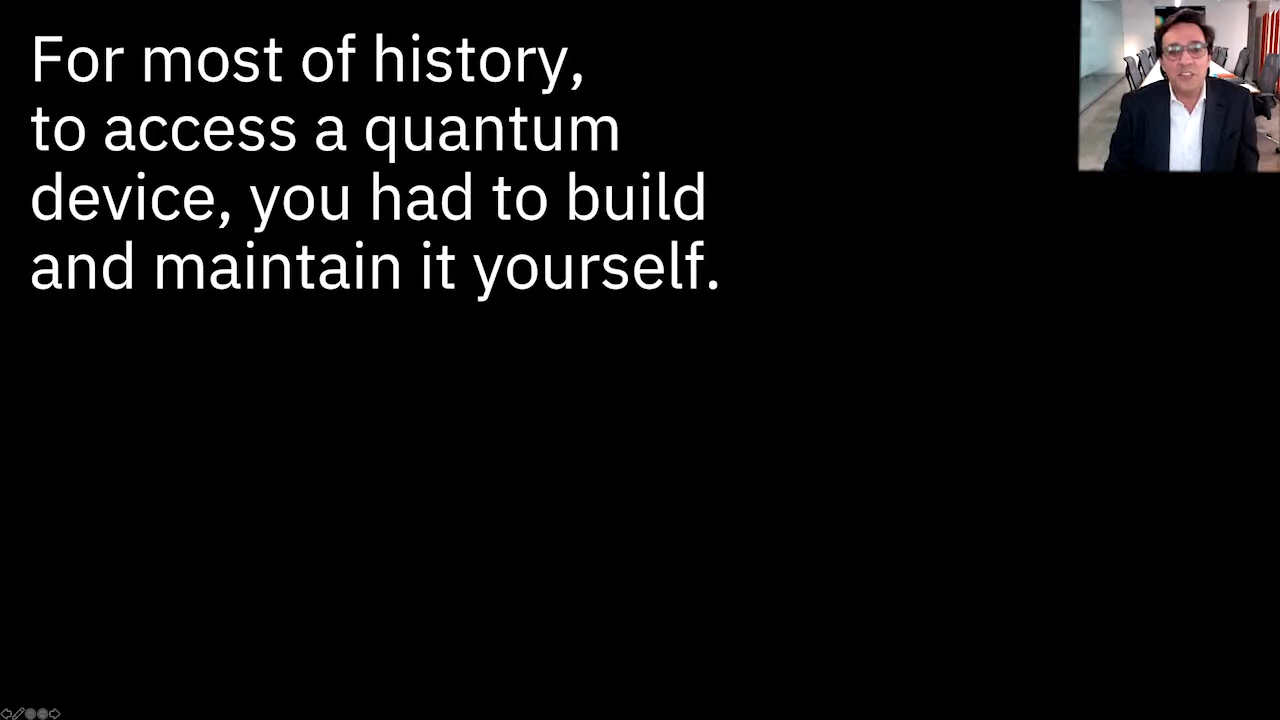 For most of history,
to access a quantum
device, you had to build
and maintain it yourself.